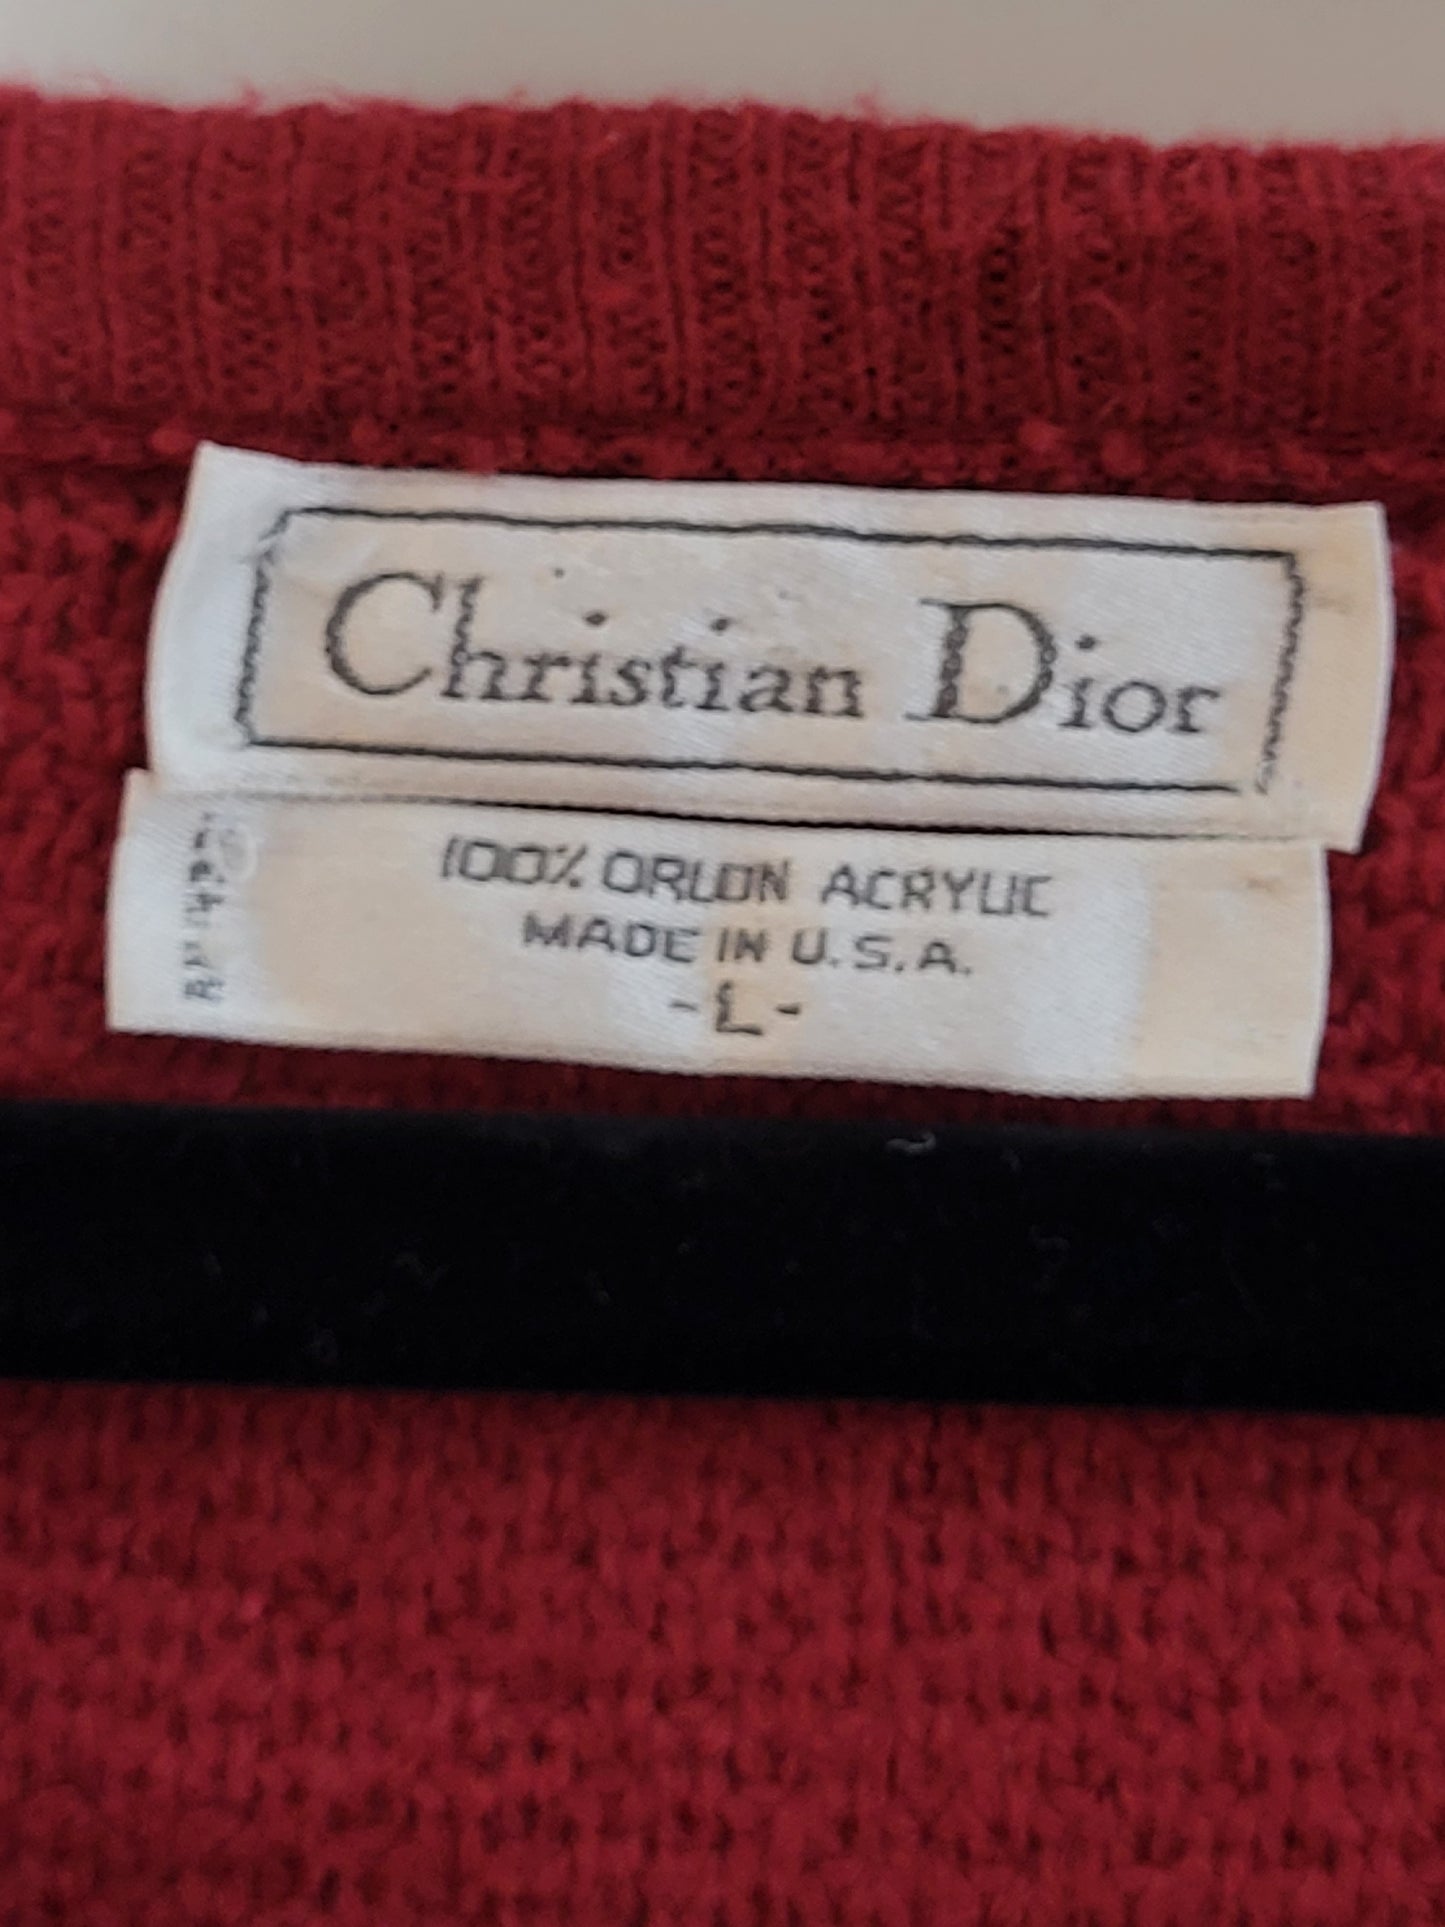 Christian Dior
100% ORLON ACRYLIC
MADE IN U.S.A.
-L-